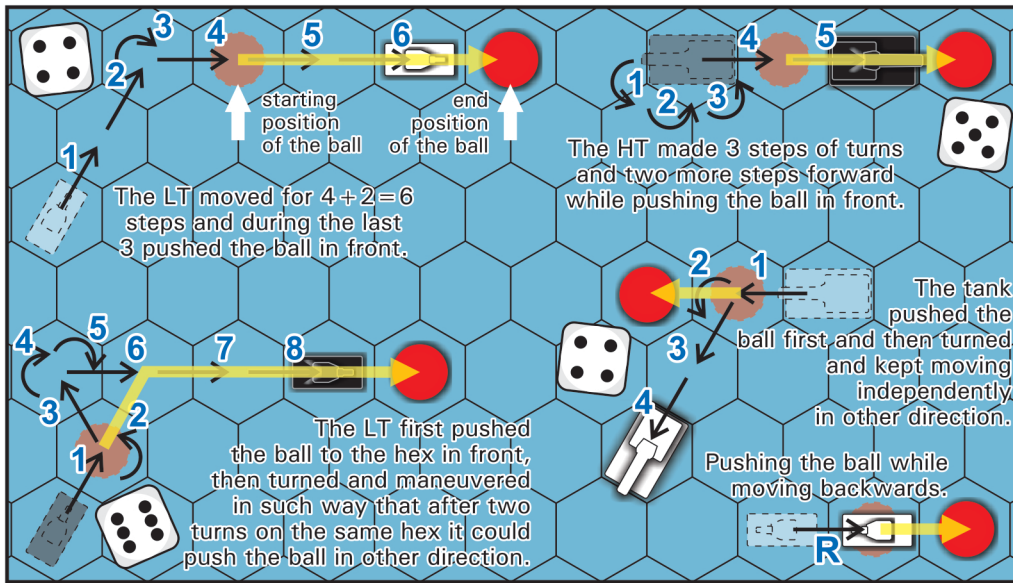 1
2
3
4
5
6
starting
position
of the ball
end
position
of the ball
The LT moved for 4+2=6
steps and during the last
3 pushed the ball in front.
1
2
3
4
5
The HT made 3 steps of turns
and two more steps forward
while pushing the ball in front.
1
2
3
4
5
6
7
8
The LT first pushed
the ball to the hex in front,
then turned and maneuvered
in such way that after two
turns on the same hex it could
push the ball in other direction.
1
2
3
4
The tank
pushed the
ball first and then turned
and kept moving
independently
in other direction.
Pushing the ball while
moving backwards.
R